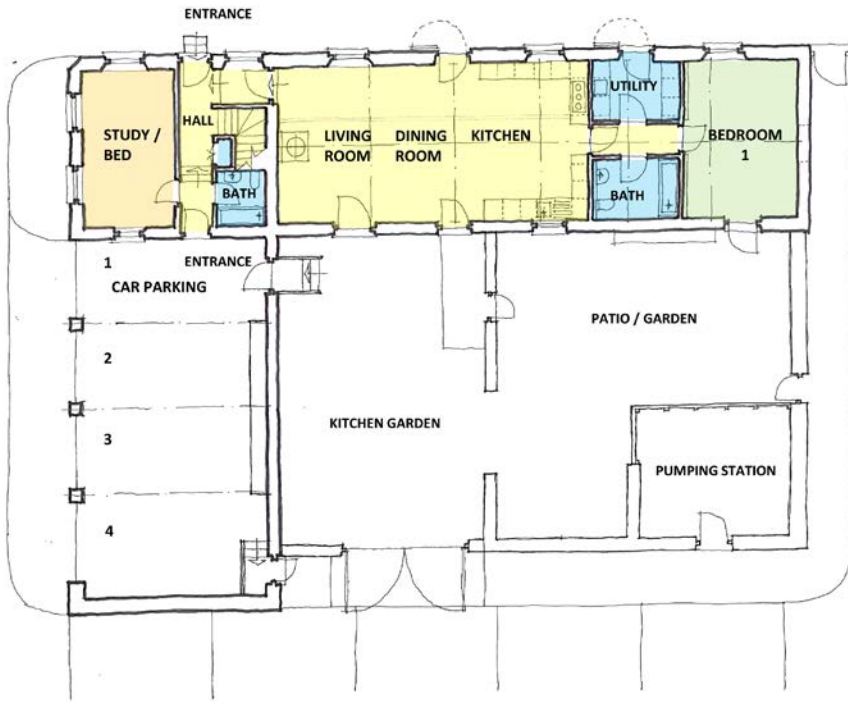 ENTRANCE
STUDY /
BED
HALL
BATH
LIVING
ROOM
DINING
ROOM
KITCHEN
UTILITY
BATH
BEDROOM
1
1
ENTRANCE
CAR PARKING
2
3
4
KITCHEN GARDEN
PATIO / GARDEN
PUMPING STATION